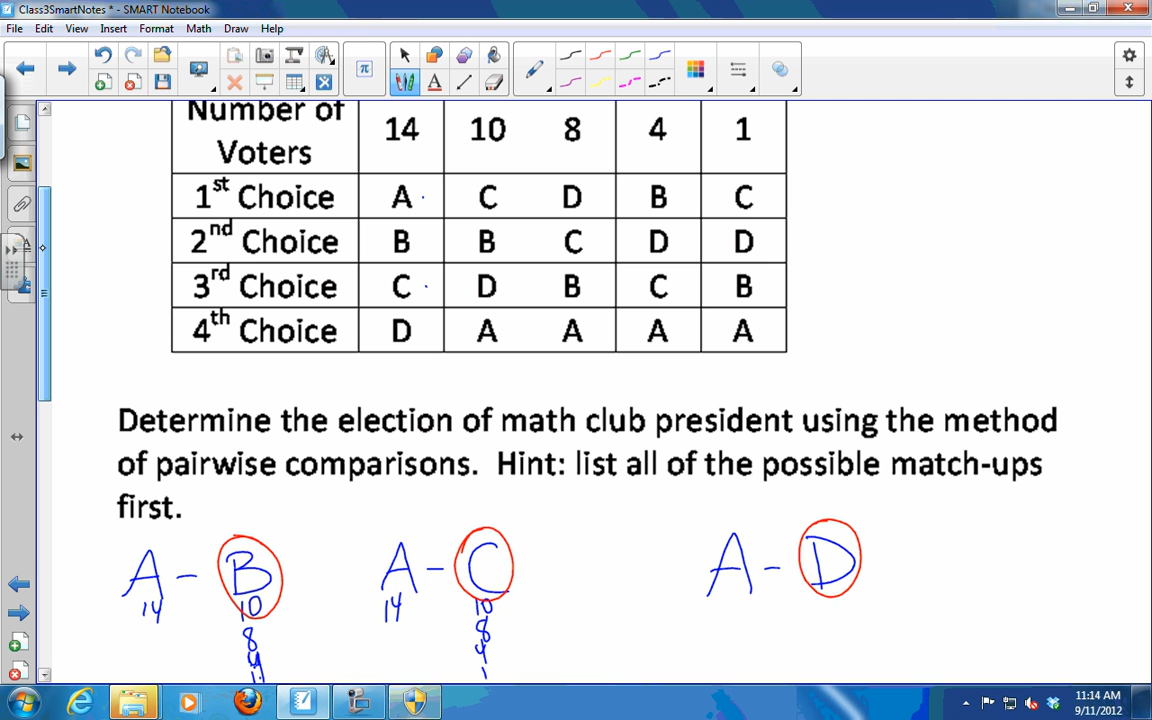 Class3SmartNotes * - SMART Notebook
File Edit View Insert Format Math Draw Help
Number of Voters 14 10 8 4 1
1st Choice A C D B C
2nd Choice B B C D D
3rd Choice C D B C B
4th Choice D A A A A
Determine the election of math club president using the method
of pairwise comparisons. Hint: list all of the possible match-ups
first.
A - B A - C A - D
14 10 14 10
8 8
4 4
1 1
11:14 AM
9/11/2012